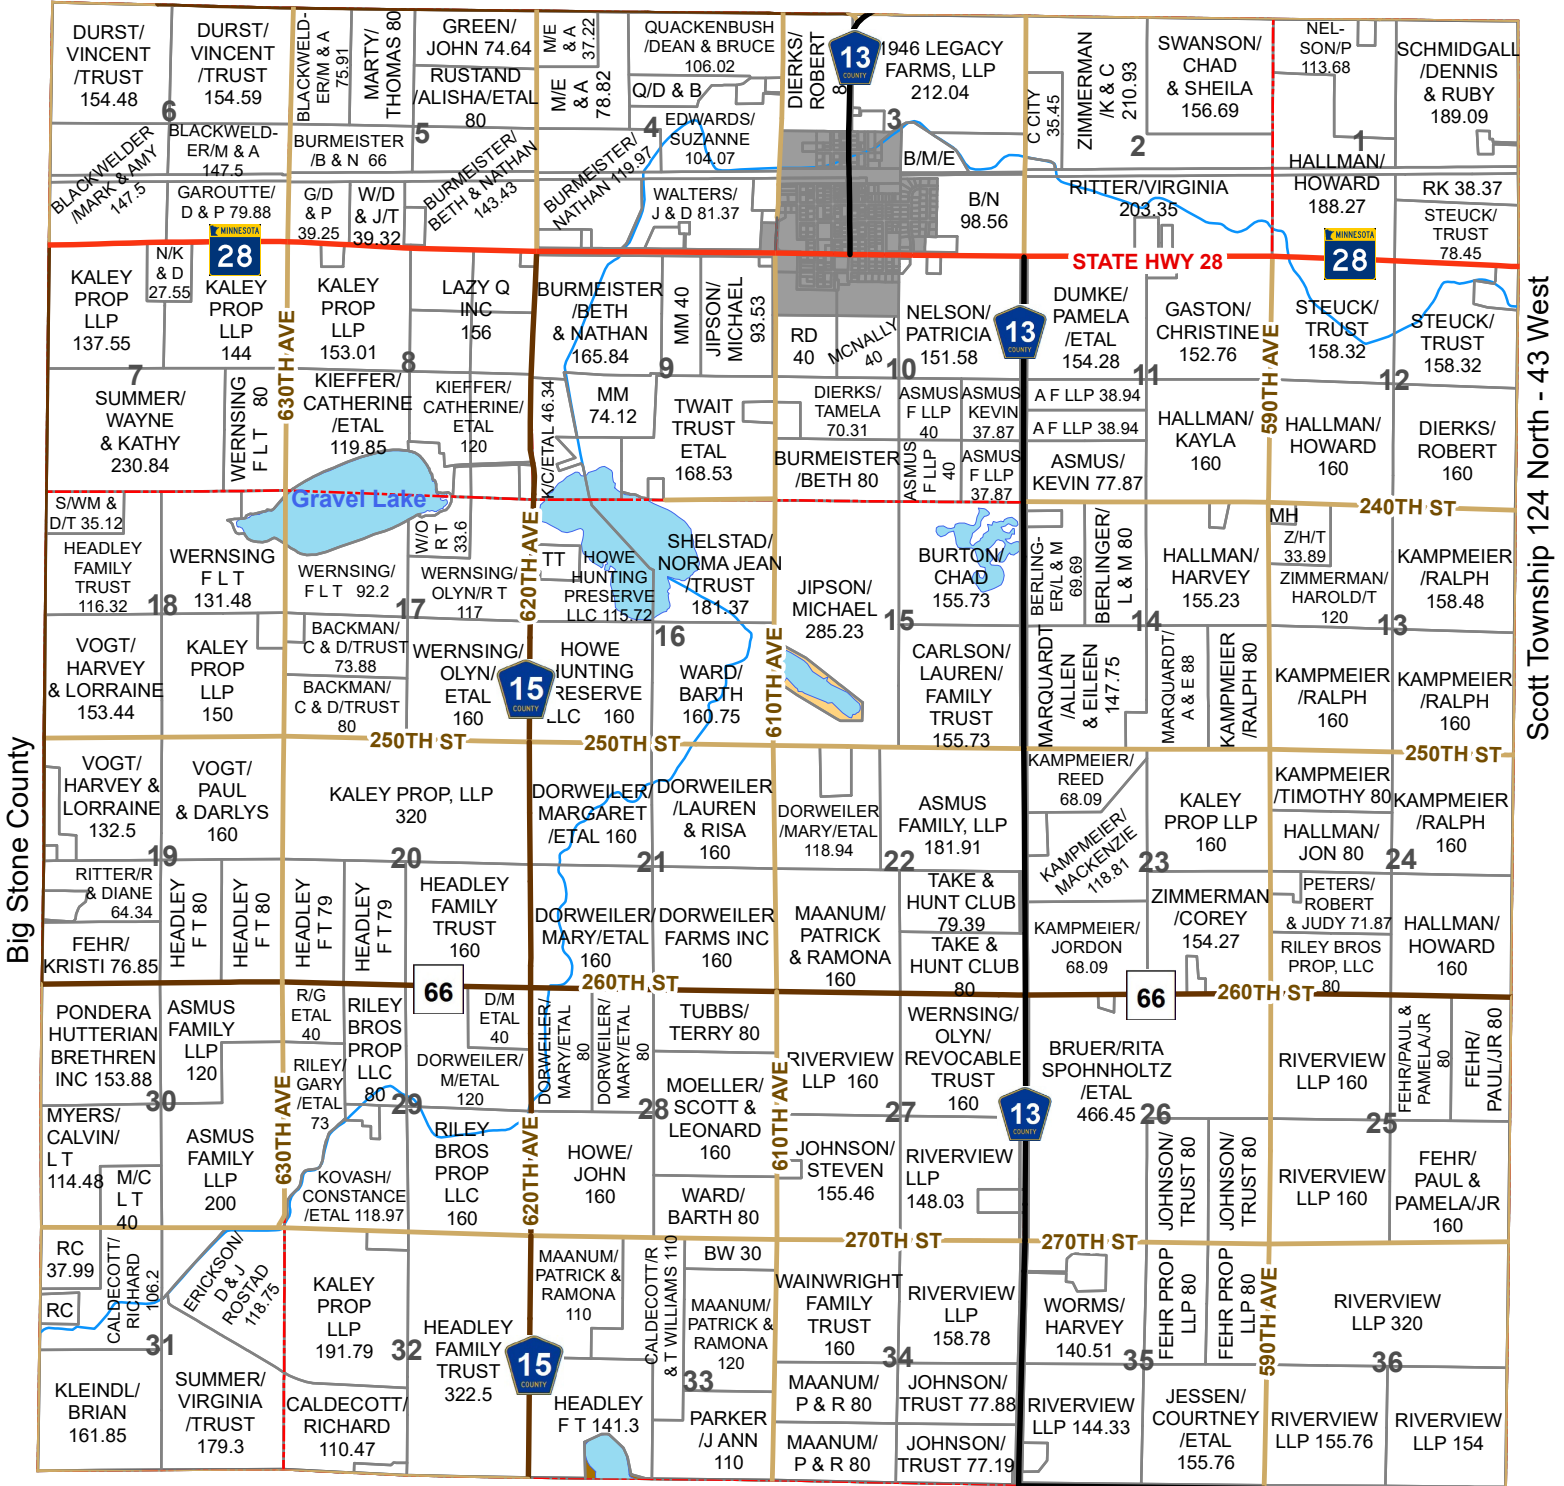 DURST/
VINCENT
/TRUST
154.48
DURST/
VINCENT
/TRUST
154.59
BLACKWELD-
ER/M & A
75.91
MARTY/
THOMAS 80
GREEN/
JOHN 74.64
RUSTAND
/ALISHA/ETAL
80
M/E
& A
37.22
M/E
& A
78.82
QUACKENBUSH
/DEAN & BRUCE
106.02
Q/D & B
EDWARDS/
SUZANNE
104.07
DIERKS/
ROBERT
8
13
COUNTY
1946 LEGACY
FARMS, LLP
212.04
C CITY
35.45
ZIMMERMAN
/K & C
210.93
SWANSON/
CHAD
& SHEILA
156.69
NEL-
SON/P
113.68
SCHMIDGALL
/DENNIS
& RUBY
189.09
6
5
4
3
2
1
BLACKWELDER
/MARK & AMY
147.5
BLACKWELD-
ER/M & A
147.5
BURMEISTER
/B & N 66
BURMEISTER/
BETH & NATHAN
143.43
BURMEISTER/
NATHAN 119.97
B/M/E
GAROUTTE/
D & P 79.88
G/D
& P
39.25
W/D
& J/T
39.32
WALTERS/
J & D 81.37
B/N
98.56
RITTER/VIRGINIA
203.35
HALLMAN/
HOWARD
188.27
RK 38.37
STEUCK/
TRUST
78.45
MINNESOTA
28
MINNESOTA
28
STATE HWY 28
KALEY
PROP
LLP
137.55
N/K
& D
27.55
KALEY
PROP
LLP
144
630TH AVE
KALEY
PROP
LLP
153.01
LAZY Q
INC
156
BURMEISTER
/BETH
& NATHAN
165.84
MM 40
JIPSON/
MICHAEL
93.53
RD
40
MCNALLY
40
NELSON/
PATRICIA
151.58
13
COUNTY
DUMKE/
PAMELA
/ETAL
154.28
GASTON/
CHRISTINE
152.76
590TH AVE
STEUCK/
TRUST
158.32
STEUCK/
TRUST
158.32
7
8
9
10
11
12
SUMMER/
WAYNE
& KATHY
230.84
WERNSING
F L T 80
KIEFFER/
CATHERINE
/ETAL
119.85
KIEFFER/
CATHERINE/
ETAL
120
K/C/ETAL 46.34
MM
74.12
TWAIT
TRUST
ETAL
168.53
DIERKS/
TAMELA
70.31
BURMEISTER
/BETH 80
ASMUS
F LLP
40
ASMUS
KEVIN
37.87
ASMUS
F LLP
40
ASMUS
F LLP
37.87
A F LLP 38.94
A F LLP 38.94
ASMUS/
KEVIN 77.87
HALLMAN/
KAYLA
160
HALLMAN/
HOWARD
160
DIERKS/
ROBERT
160
Gravel Lake
240TH ST
S/WM &
D/T 35.12
HEADLEY
FAMILY
TRUST
116.32
WERNSING
F L T
131.48
WERNSING/
F L T 92.2
W/O
R T
33.6
WERNSING/
OLYN/R T
117
620TH AVE
TT
HOWE
HUNTING
PRESERVE
LLC 115.72
SHELSTAD/
NORMA JEAN
/TRUST
181.37
JIPSON/
MICHAEL
285.23
BURTON/
CHAD
155.73
BERLING-
ER/L & M
69.69
BERLINGER/
L & M 80
HALLMAN/
HARVEY
155.23
MH
Z/H/T
33.89
ZIMMERMAN/
HAROLD/T
120
KAMPMEIER
/RALPH
158.48
18
17
16
15
14
13
VOGT/
HARVEY
& LORRAINE
153.44
KALEY
PROP
LLP
150
BACKMAN/
C & D/TRUST
73.88
BACKMAN/
C & D/TRUST
80
WERNSING/
OLYN/
ETAL
160
15
COUNTY
HOWE
HUNTING
RESERVE
LLC 160
WARD/
BARTH
160.75
610TH AVE
CARLSON/
LAUREN/
FAMILY
TRUST
155.73
MARQUARDT
/ALLEN
& EILEEN
147.75
MARQUARDT/
A & E 88
KAMPMEIER
/RALPH 80
KAMPMEIER
/RALPH
160
KAMPMEIER
/RALPH
160
250TH ST
250TH ST
250TH ST
Big Stone County
Scott Township 124 North - 43 West
VOGT/
HARVEY &
LORRAINE
132.5
VOGT/
PAUL
& DARLYS
160
KALEY PROP, LLP
320
DORWEILER/
MARGARET
/ETAL 160
DORWEILER
/LAUREN
& RISA
160
DORWEILER
/MARY/ETAL
118.94
ASMUS
FAMILY, LLP
181.91
KAMPMEIER/
REED
68.09
KAMPMEIER/
MACKENZIE
118.81
KALEY
PROP LLP
160
KAMPMEIER
/TIMOTHY 80
HALLMAN/
JON 80
KAMPMEIER
/RALPH
160
19
20
21
22
23
24
RITTER/R
& DIANE
64.34
FEHR/
KRISTI 76.85
HEADLEY
F T 80
HEADLEY
F T 80
HEADLEY
F T 79
HEADLEY
F T 79
HEADLEY
FAMILY
TRUST
160
DORWEILER/
MARY/ETAL
160
DORWEILER
FARMS INC
160
MAANUM/
PATRICK
& RAMONA
160
TAKE &
HUNT CLUB
79.39
TAKE &
HUNT CLUB
80
KAMPMEIER/
JORDON
68.09
ZIMMERMAN
/COREY
154.27
PETERS/
ROBERT
& JUDY 71.87
RILEY BROS
PROP, LLC
80
HALLMAN/
HOWARD
160
66
260TH ST
66
260TH ST
PONDERA
HUTTERIAN
BRETHREN
INC 153.88
ASMUS
FAMILY
LLP
120
R/G
ETAL
40
RILEY/
GARY
/ETAL
73
RILEY
BROS
PROP
LLC
80
D/M
ETAL
40
DORWEILER/
M/ETAL
120
DORWEILER/
MARY/ETAL
80
DORWEILER/
MARY/ETAL
80
TUBBS/
TERRY 80
MOELLER/
SCOTT &
LEONARD
160
RIVERVIEW
LLP 160
WERNSING/
OLYN/
REVOCABLE
TRUST
160
13
COUNTY
BRUER/RITA
SPOHNHOLTZ
/ETAL
466.45
RIVERVIEW
LLP 160
FEHR/PAUL &
PAMELA/JR
80
FEHR/
PAUL/JR 80
30
29
28
27
26
25
MYERS/
CALVIN/
L T
114.48
M/C
L T
40
ASMUS
FAMILY
LLP
200
630TH AVE
KOVASH/
CONSTANCE
/ETAL 118.97
RILEY
BROS
PROP
LLC
160
620TH AVE
HOWE/
JOHN
160
WARD/
BARTH 80
610TH AVE
JOHNSON/
STEVEN
155.46
RIVERVIEW
LLP
148.03
JOHNSON/
TRUST 80
JOHNSON/
TRUST 80
RIVERVIEW
LLP 160
FEHR/
PAUL &
PAMELA/JR
160
270TH ST
270TH ST
RC
37.99
RC
CALDECOTT/
RICHARD
106.2
ERICKSON/
D & J
ROSTAD
118.75
KALEY
PROP
LLP
191.79
HEADLEY
FAMILY
TRUST
322.5
MAANUM/
PATRICK &
RAMONA
110
CALDECOTT/R
& T WILLIAMS 110
BW 30
MAANUM/
PATRICK &
RAMONA
120
WAINWRIGHT
FAMILY
TRUST
160
RIVERVIEW
LLP
158.78
WORMS/
HARVEY
140.51
FEHR PROP
LLP 80
FEHR PROP
LLP 80
590TH AVE
RIVERVIEW
LLP 320
31
32
33
34
35
36
15
COUNTY
KLEINDL/
BRIAN
161.85
SUMMER/
VIRGINIA
/TRUST
179.3
CALDECOTT/
RICHARD
110.47
HEADLEY
F T 141.3
PARKER
/J ANN
110
MAANUM/
P & R 80
MAANUM/
P & R 80
JOHNSON/
TRUST 77.88
JOHNSON/
TRUST 77.19
RIVERVIEW
LLP 144.33
JESSEN/
COURTNEY
/ETAL
155.76
RIVERVIEW
LLP 155.76
RIVERVIEW
LLP 154